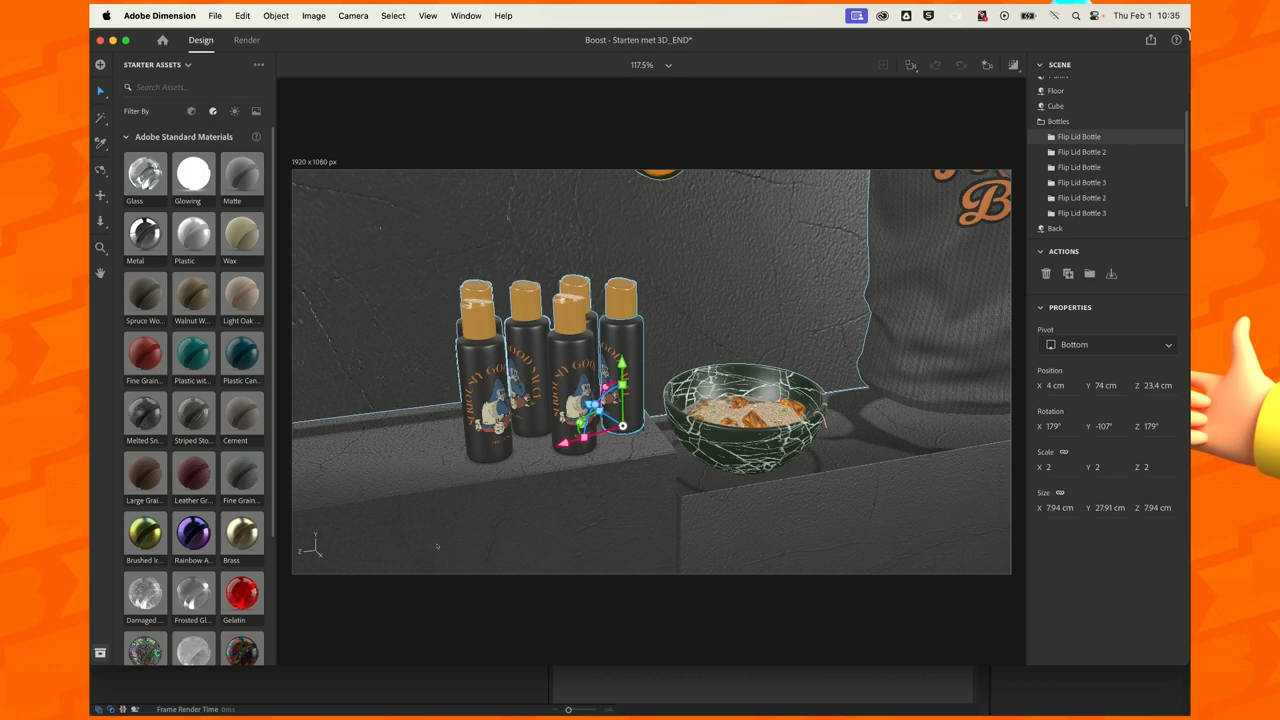 Adobe Dimension File Edit Object Image Camera Select View Window Help
Thu Feb 1 10:35
Design Render
Boost - Starten met 3D_END*
STARTER ASSETS
117.5%
Search Assets...
Filter By
Adobe Standard Materials
Glass Glowing Matte
Metal Plastic Wax
Spruce Wo... Walnut W... Light Oak ...
Fine Grain... Plastic wit... Plastic Can...
Melted Sn... Striped Sto... Cement
Large Grai... Leather Gr... Fine Grain...
Brushed Ir... Rainbow A... Brass
Damaged ... Frosted Gl... Gelatin
1920 x 1080 px
Y
Z
X
SCENE
Floor
Cube
Bottles
Flip Lid Bottle
Flip Lid Bottle 2
Flip Lid Bottle
Flip Lid Bottle 3
Flip Lid Bottle 2
Flip Lid Bottle 3
Back
ACTIONS
PROPERTIES
Pivot
Bottom
Position
X 4 cm Y 74 cm Z 23.4 cm
Rotation
X 179° Y -107° Z 179°
Scale
X 2 Y 2 Z 2
Size
X 7.94 cm Y 27.91 cm Z 7.94 cm
Frame Render Time 0ms